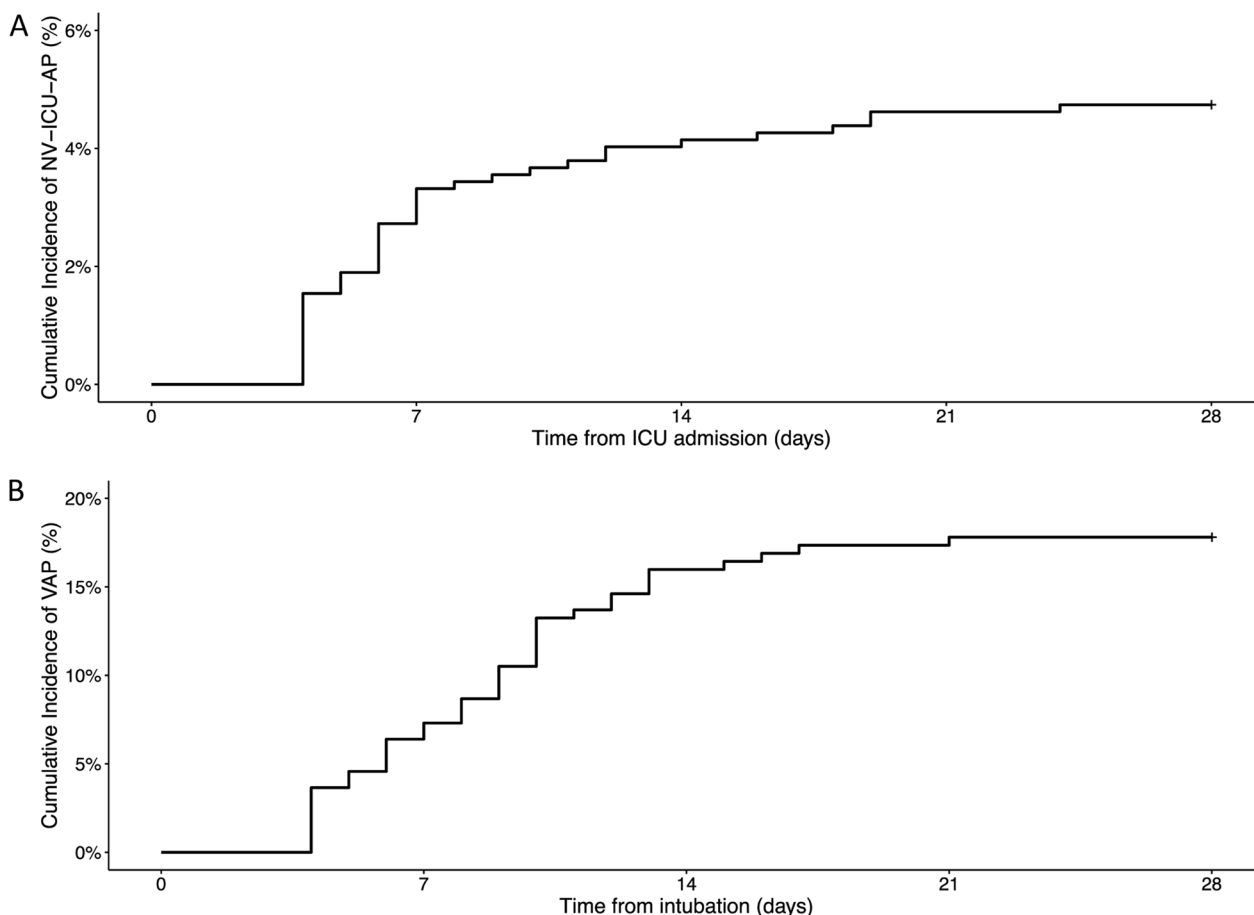 A
Cumulative Incidence of NV−ICU−AP (%)
6%
4%
2%
0%
0 7 14 21 28
Time from ICU admission (days)
B
Cumulative Incidence of VAP (%)
20%
15%
10%
5%
0%
0 7 14 21 28
Time from intubation (days)